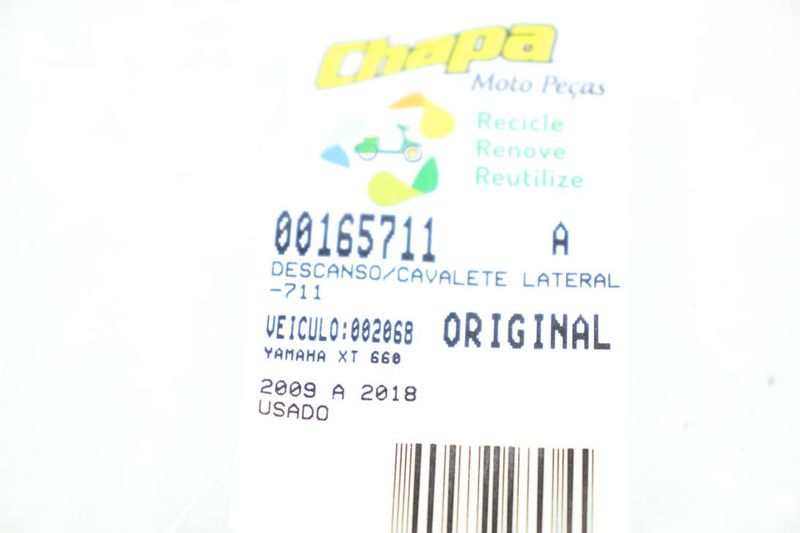 Chapa
Moto Peças
Recicle
Renove
Reutilize
00165711 A
DESCANSO/CAVALETE LATERAL
-711
VEICULO:002068 ORIGINAL
YAMAHA XT 660
2009 A 2018
USADO